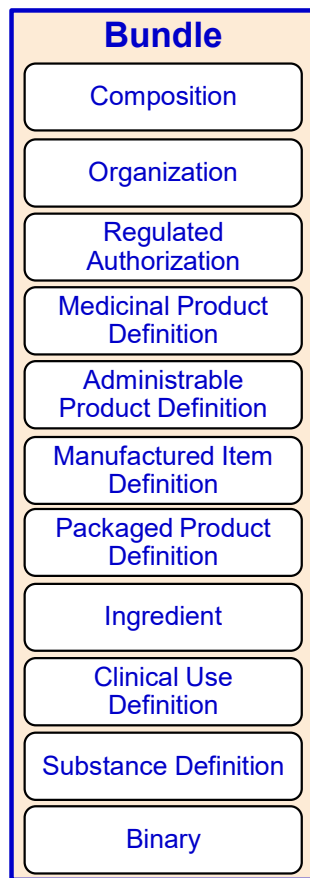 Bundle
Composition
Organization
Regulated
Authorization
Medicinal Product
Definition
Administrable
Product Definition
Manufactured Item
Definition
Packaged Product
Definition
Ingredient
Clinical Use
Definition
Substance Definition
Binary